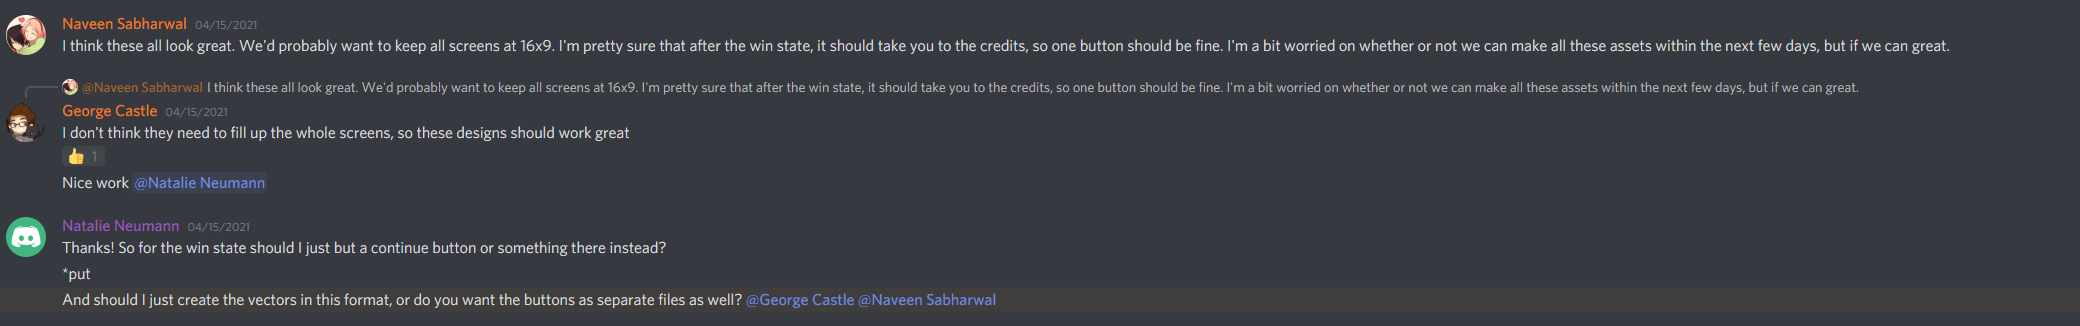 Naveen Sabharwal 04/15/2021
I think these all look great. We'd probably want to keep all screens at 16x9. I'm pretty sure that after the win state, it should take you to the credits, so one button should be fine. I'm a bit worried on whether or not we can make all these assets within the next few days, but if we can great.
@Naveen Sabharwal I think these all look great. We'd probably want to keep all screens at 16x9. I'm pretty sure that after the win state, it should take you to the credits, so one button should be fine. I'm a bit worried on whether or not we can make all these assets within the next few days, but if we can great.
George Castle 04/15/2021
I don't think they need to fill up the whole screens, so these designs should work great
👍 1
Nice work @Natalie Neumann
Natalie Neumann 04/15/2021
Thanks! So for the win state should I just but a continue button or something there instead?
*put
And should I just create the vectors in this format, or do you want the buttons as separate files as well? @George Castle @Naveen Sabharwal